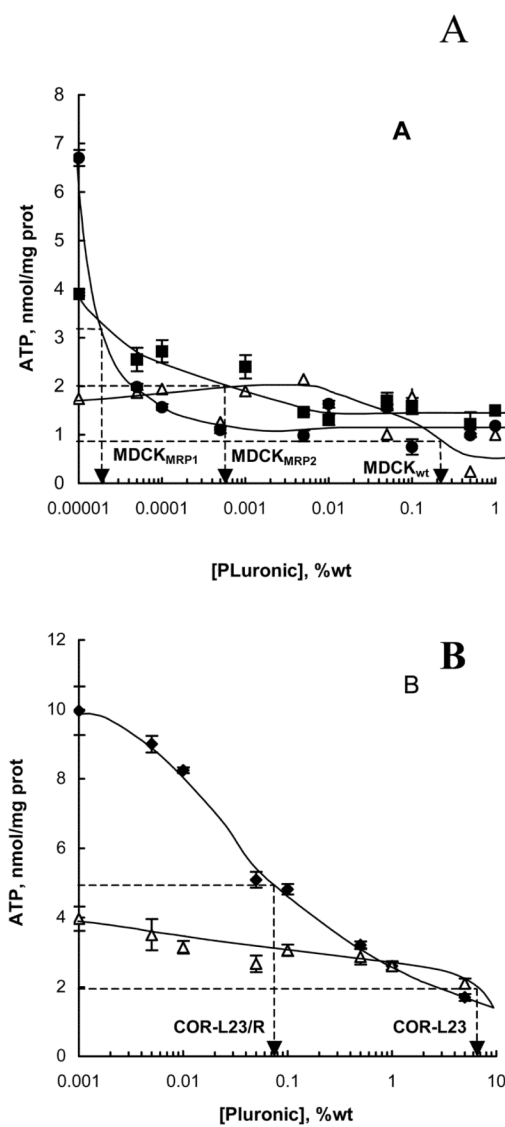 A
A
8
7
6
5
4
3
2
1
0
ATP, nmol/mg prot
MDCKMRP1
MDCKMRP2
MDCKwt
0.00001 0.0001 0.001 0.01 0.1 1
[PLuronic], %wt
B
B
12
10
8
6
4
2
0
ATP, nmol/mg prot
COR-L23/R
COR-L23
0.001 0.01 0.1 1 10
[Pluronic], %wt